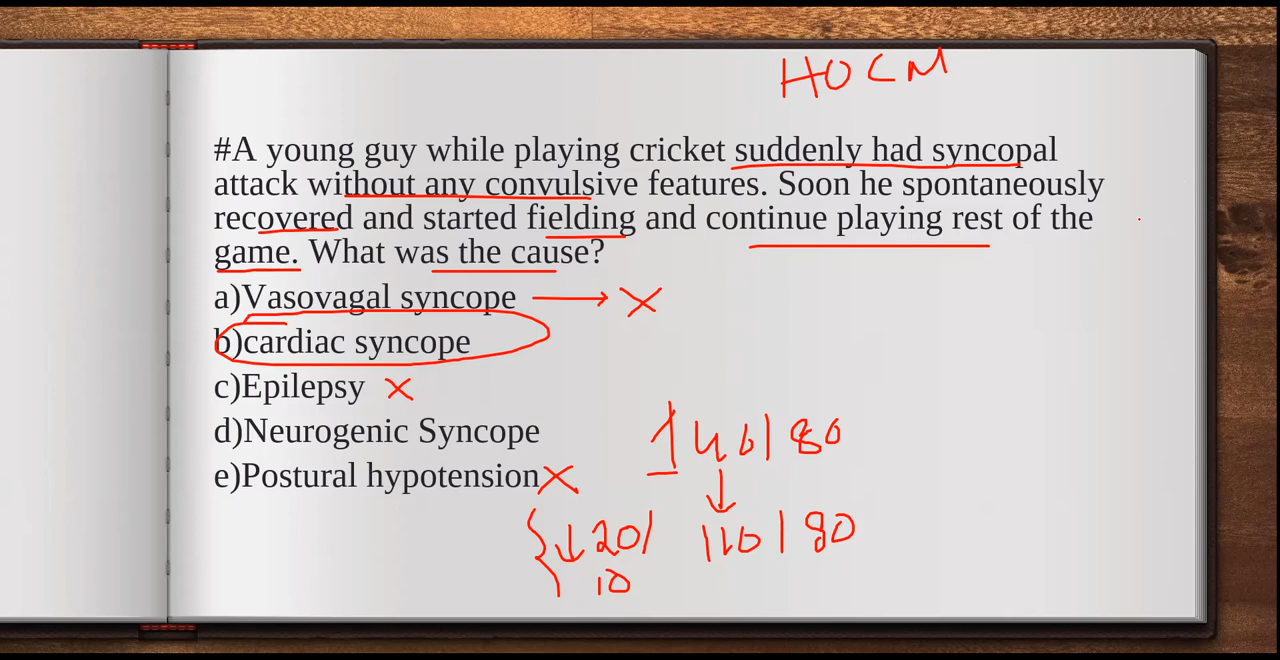 HOCM
#A young guy while playing cricket suddenly had syncopal
attack without any convulsive features. Soon he spontaneously
recovered and started fielding and continue playing rest of the
game. What was the cause?
a)Vasovagal syncope → X
b)cardiac syncope
c)Epilepsy X
d)Neurogenic Syncope
e)Postural hypotension X
140/80
↓20/ 110/80
10